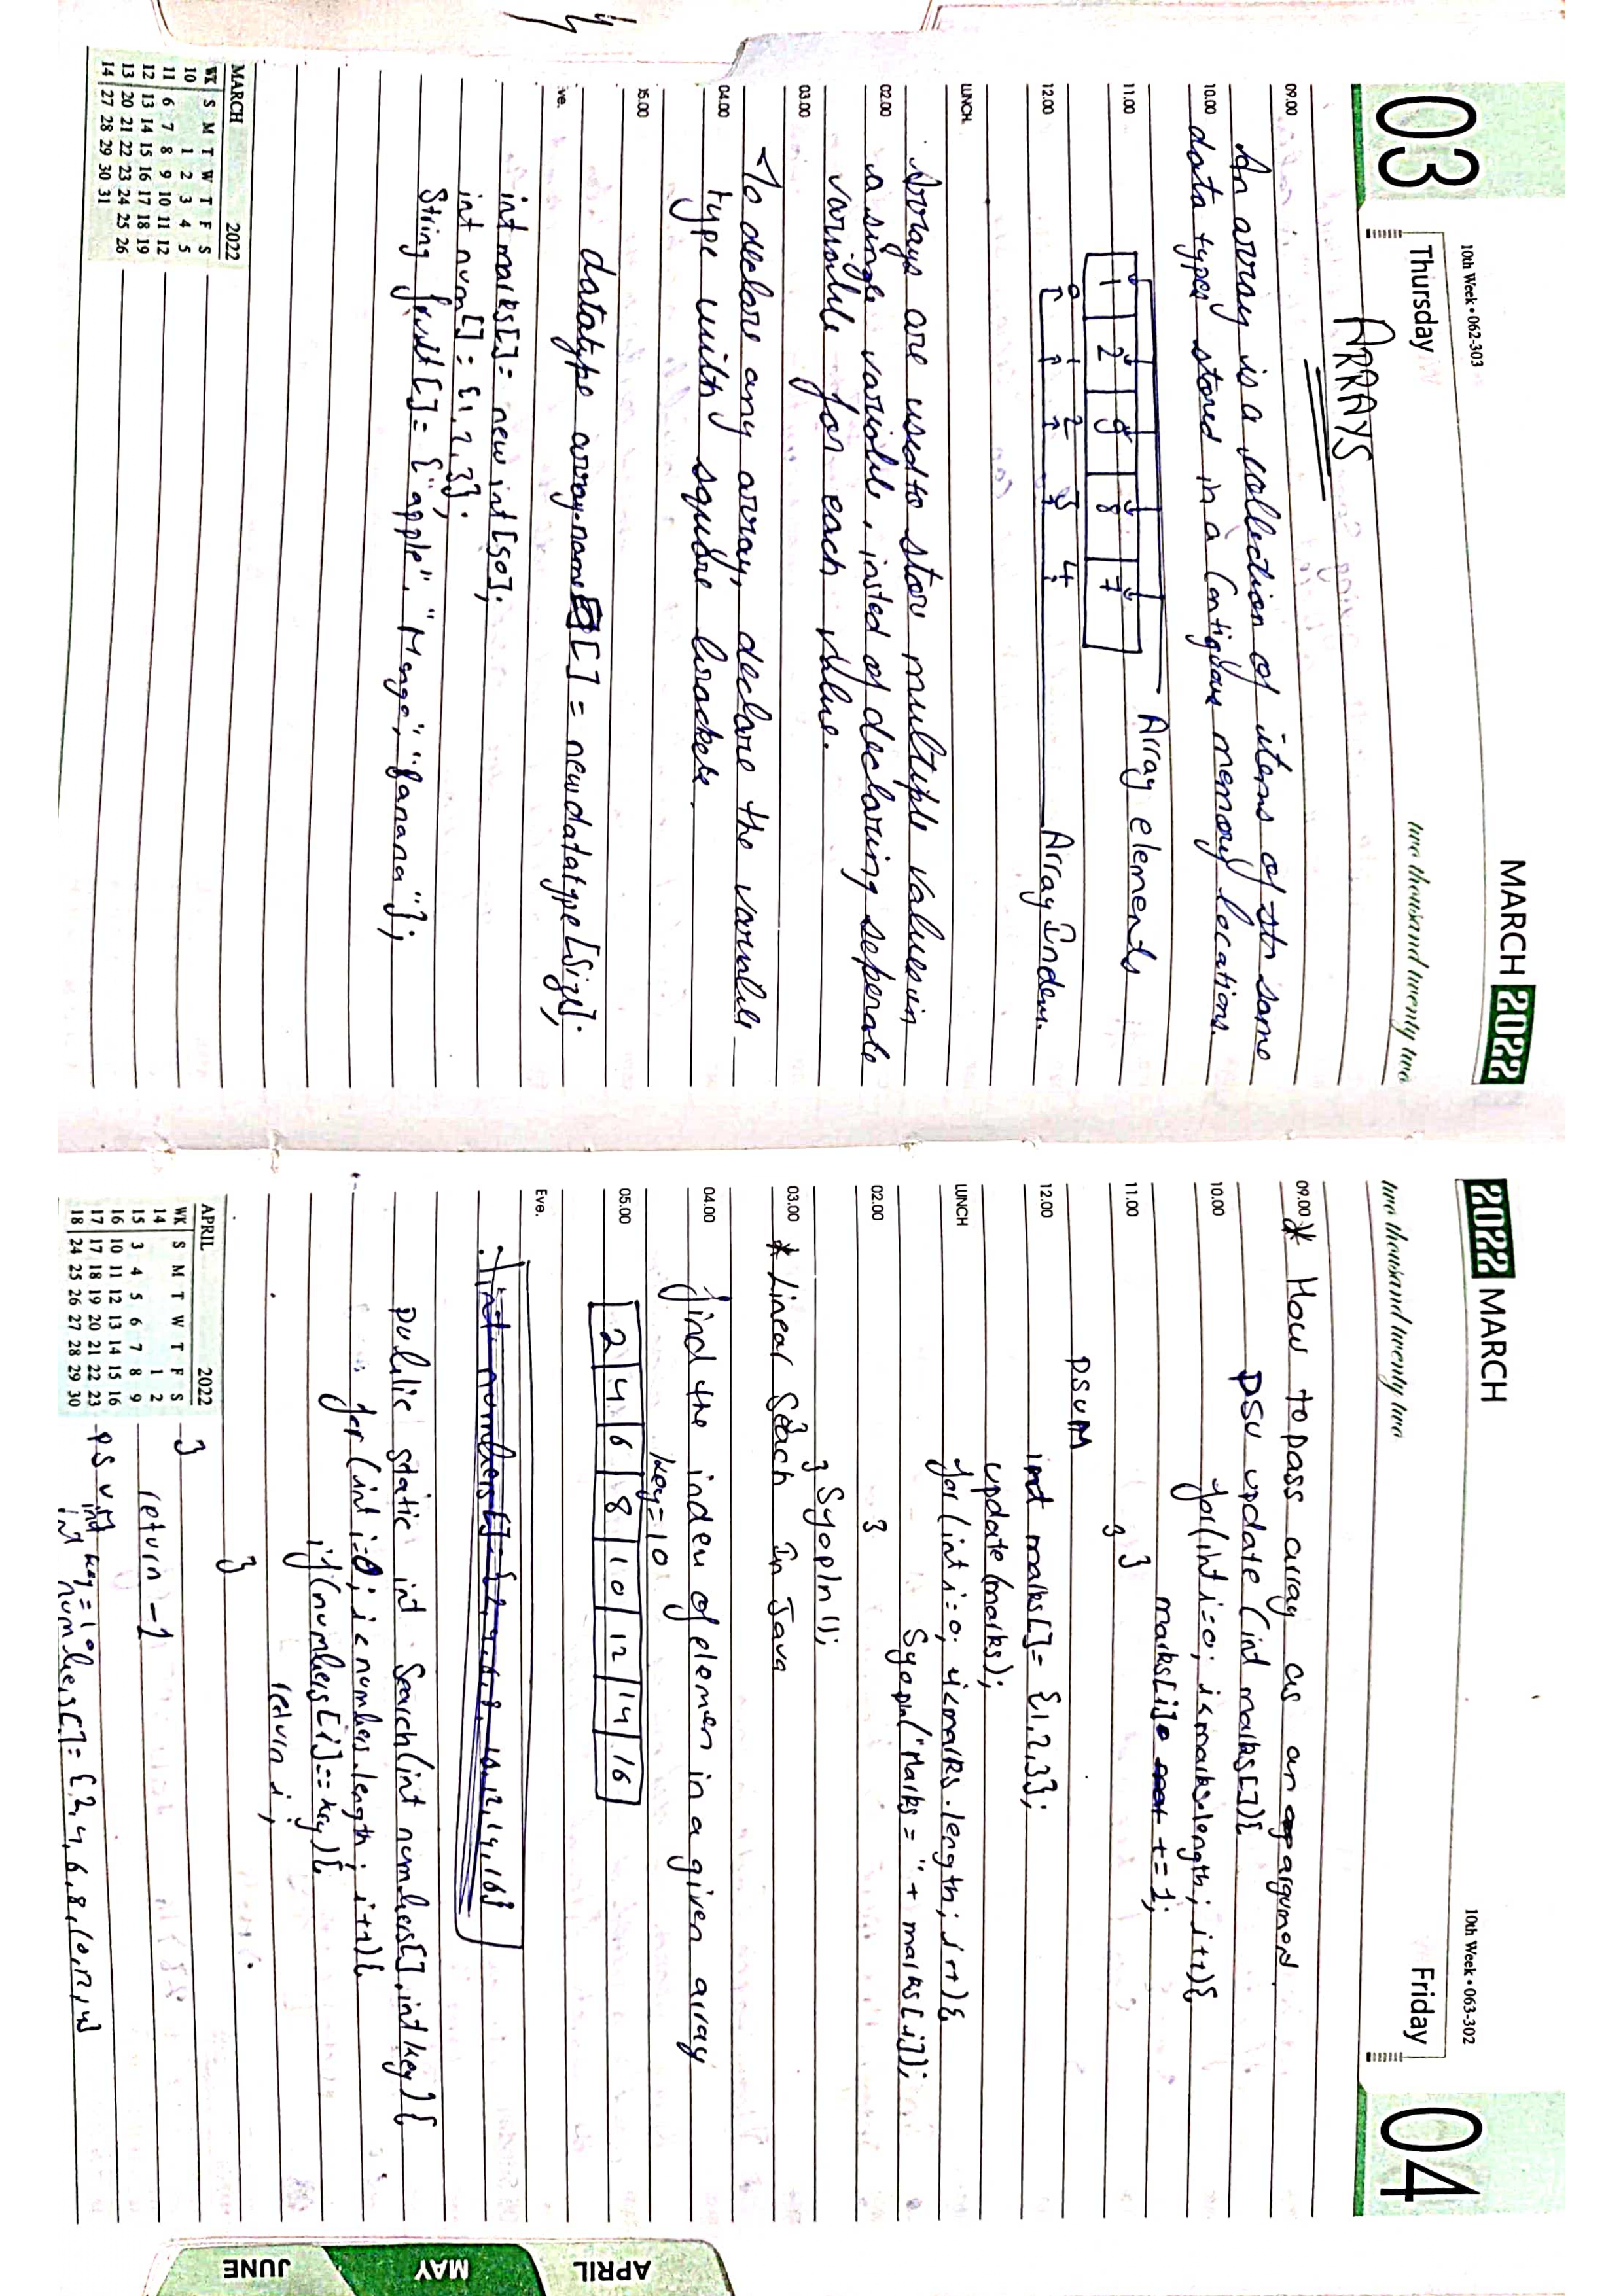 MARCH 2022
two thousand twenty two
10th Week • 062-303
03
Thursday
ARRAYS
09.00
An array is a collection of items of sth same
10.00 data types stored in a Contiguous memory locations.
11.00
1 2 9 8 7 Array elements
0 1 2 3 4 Array Index.
12.00
LUNCH.
Arrays are used to stor multiple values in
02.00 a single variable, insted of declaring seperate
variable for each value.
03.00
To declare any array, declare the variable
04.00 type with square brackets.
05.00
datatype array.name[] = new datatype[size];
ve.
int marks[] = new int[50];
int num[] = {1,2,3};
String fruit[] = {"apple", "Mango", "banana"};
MARCH 2022
WK S M T W T F S
10 1 2 3 4 5
11 6 7 8 9 10 11 12
12 13 14 15 16 17 18 19
13 20 21 22 23 24 25 26
14 27 28 29 30 31
2022 MARCH
two thousand twenty two
10th Week • 063-302
Friday
04
09.00 * How to pass array as an argumen
PSV update (int marks[]){
10.00 for(int i=0; i<marks.length; i++){
marks[i] += 1;
11.00 }
}
PSVM
12.00 int marks[] = {1,2,3};
update(marks);
LUNCH for(int i=0; i<marks.length; i++){
Syopln("Marks = " + marks[i]);
02.00 }
} Syopln();
03.00 * Linear Seach In Java
04.00 find the index of elemen in a given array
key=10
05.00 2 4 6 8 10 12 14 16
Eve.
int numbers[] = {2,4,6,8,10,12,14,16}
public static int Search(int numbers[], int key){
for(int i=0; i<numbers.length; i++){
if(numbers[i]==key){
return i;
}
}
return -1
APRIL 2022
WK S M T W T F S
14 1 2
15 3 4 5 6 7 8 9
16 10 11 12 13 14 15 16
17 17 18 19 20 21 22 23
18 24 25 26 27 28 29 30
PSVM
int key=10
int numbers[] = {2,4,6,8,10,12,14}
APRIL
MAY
JUNE